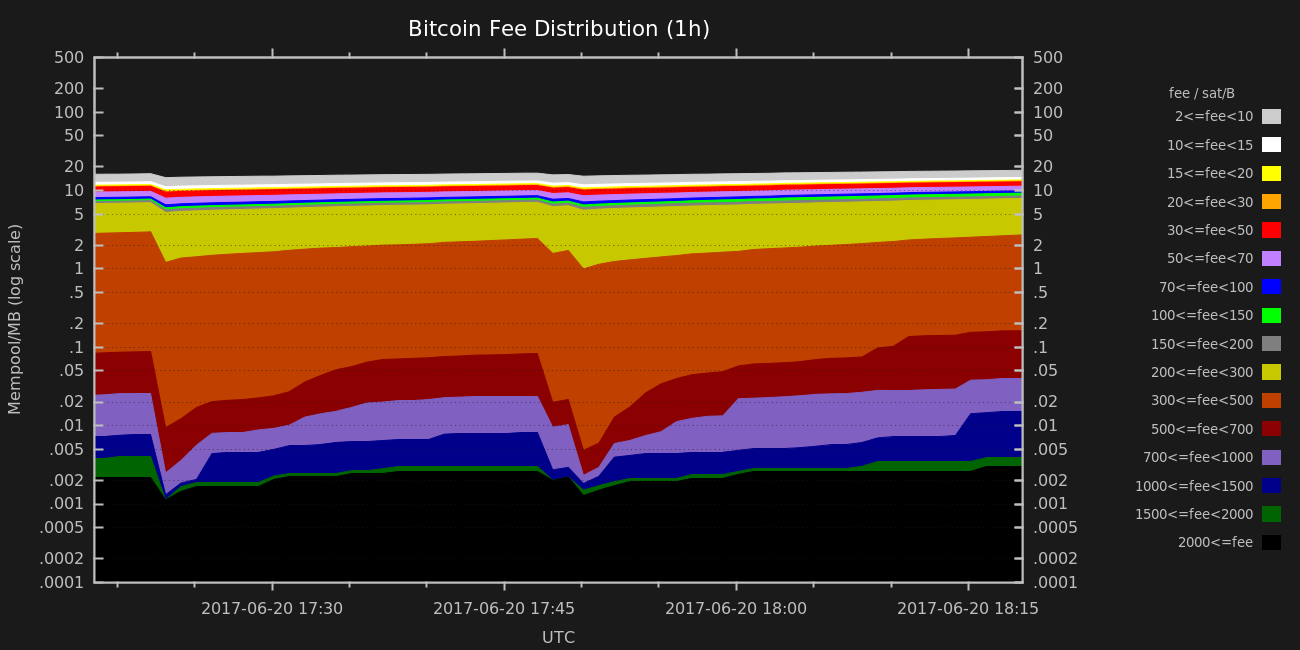 Bitcoin Fee Distribution (1h)
500 500
200 200
100 100
50 50
20 20
10 10
5 5
2 2
1 1
.5 .5
.2 .2
.1 .1
.05 .05
.02 .02
.01 .01
.005 .005
.002 .002
.001 .001
.0005 .0005
.0002 .0002
.0001 .0001
Mempool/MB (log scale)
2017-06-20 17:30 2017-06-20 17:45 2017-06-20 18:00 2017-06-20 18:15
UTC
fee / sat/B
2<=fee<10
10<=fee<15
15<=fee<20
20<=fee<30
30<=fee<50
50<=fee<70
70<=fee<100
100<=fee<150
150<=fee<200
200<=fee<300
300<=fee<500
500<=fee<700
700<=fee<1000
1000<=fee<1500
1500<=fee<2000
2000<=fee